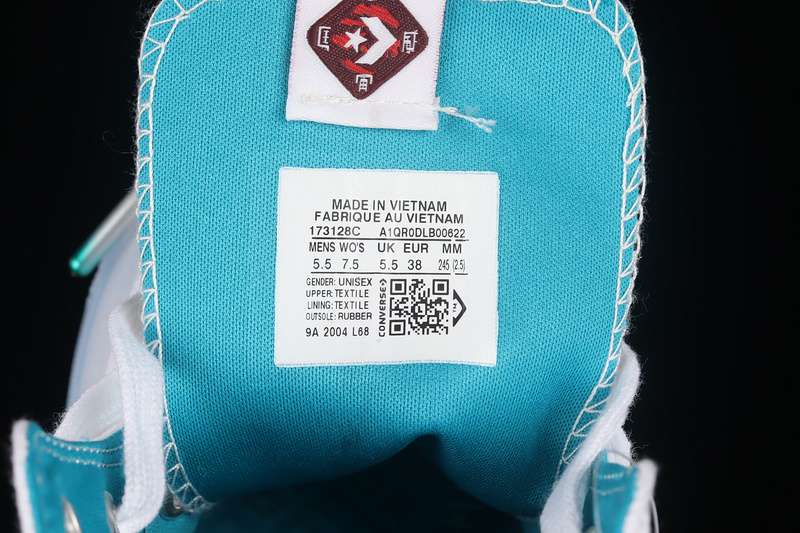 MADE IN VIETNAM
FABRIQUE AU VIETNAM
173128C A1QR0DLB00622
MENS WO'S UK EUR MM
5.5 7.5 5.5 38 245 (2.5)
GENDER: UNISEX
UPPER: TEXTILE
LINING: TEXTILE
OUTSOLE: RUBBER
9A 2004 L68
CONVERSE
TM